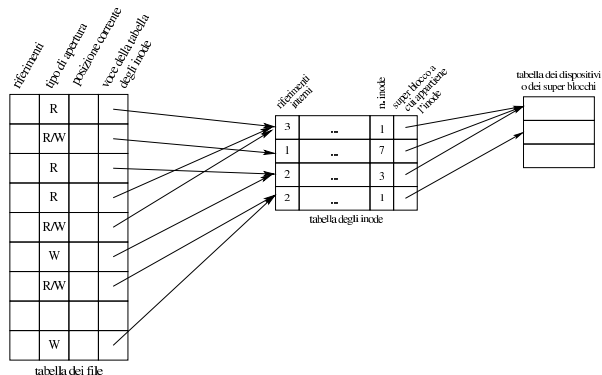 riferimenti
tipo di apertura
posizione corrente
voce della tabella
degli inode
R
R/W
R
R
R/W
W
R/W
W
tabella dei file
riferimenti
interni
n. inode
super blocco a
cui appartiene
l'inode
3 ... 1
1 ... 7
2 ... 3
2 ... 1
tabella degli inode
tabella dei dispositivi
o dei super blocchi